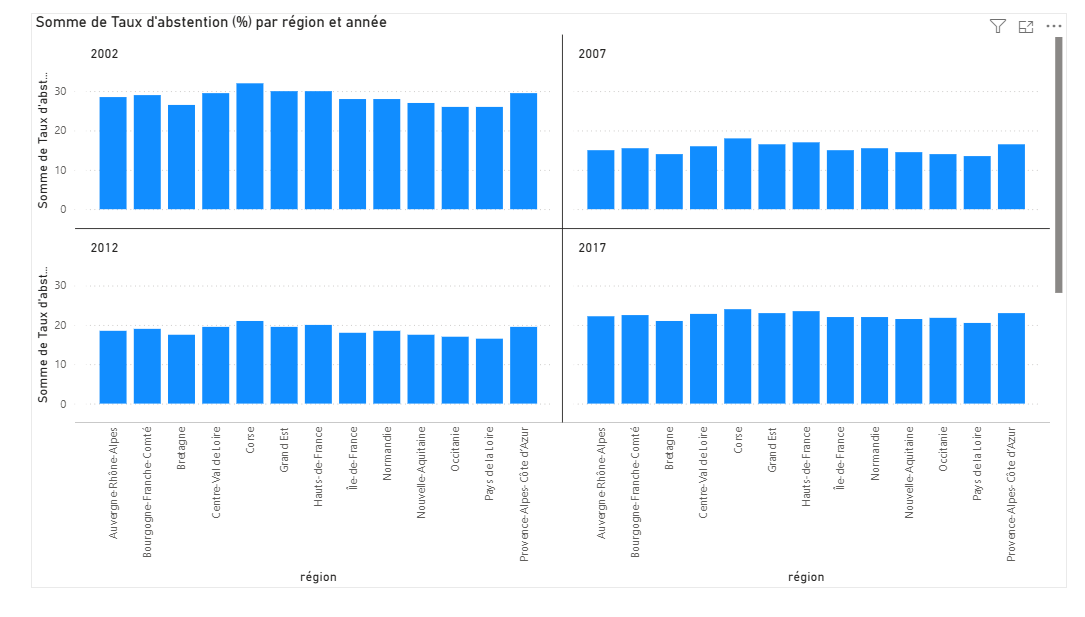 Somme de Taux d'abstention (%) par région et année
2002
2007
Somme de Taux d'abst...
30
20
10
0
2012
2017
Somme de Taux d'abst...
30
20
10
0
Auvergne-Rhône-Alpes
Bourgogne-Franche-Comté
Bretagne
Centre-Val de Loire
Corse
Grand Est
Hauts-de-France
Île-de-France
Normandie
Nouvelle-Aquitaine
Occitanie
Pays de la Loire
Provence-Alpes-Côte d'Azur
Auvergne-Rhône-Alpes
Bourgogne-Franche-Comté
Bretagne
Centre-Val de Loire
Corse
Grand Est
Hauts-de-France
Île-de-France
Normandie
Nouvelle-Aquitaine
Occitanie
Pays de la Loire
Provence-Alpes-Côte d'Azur
région
région